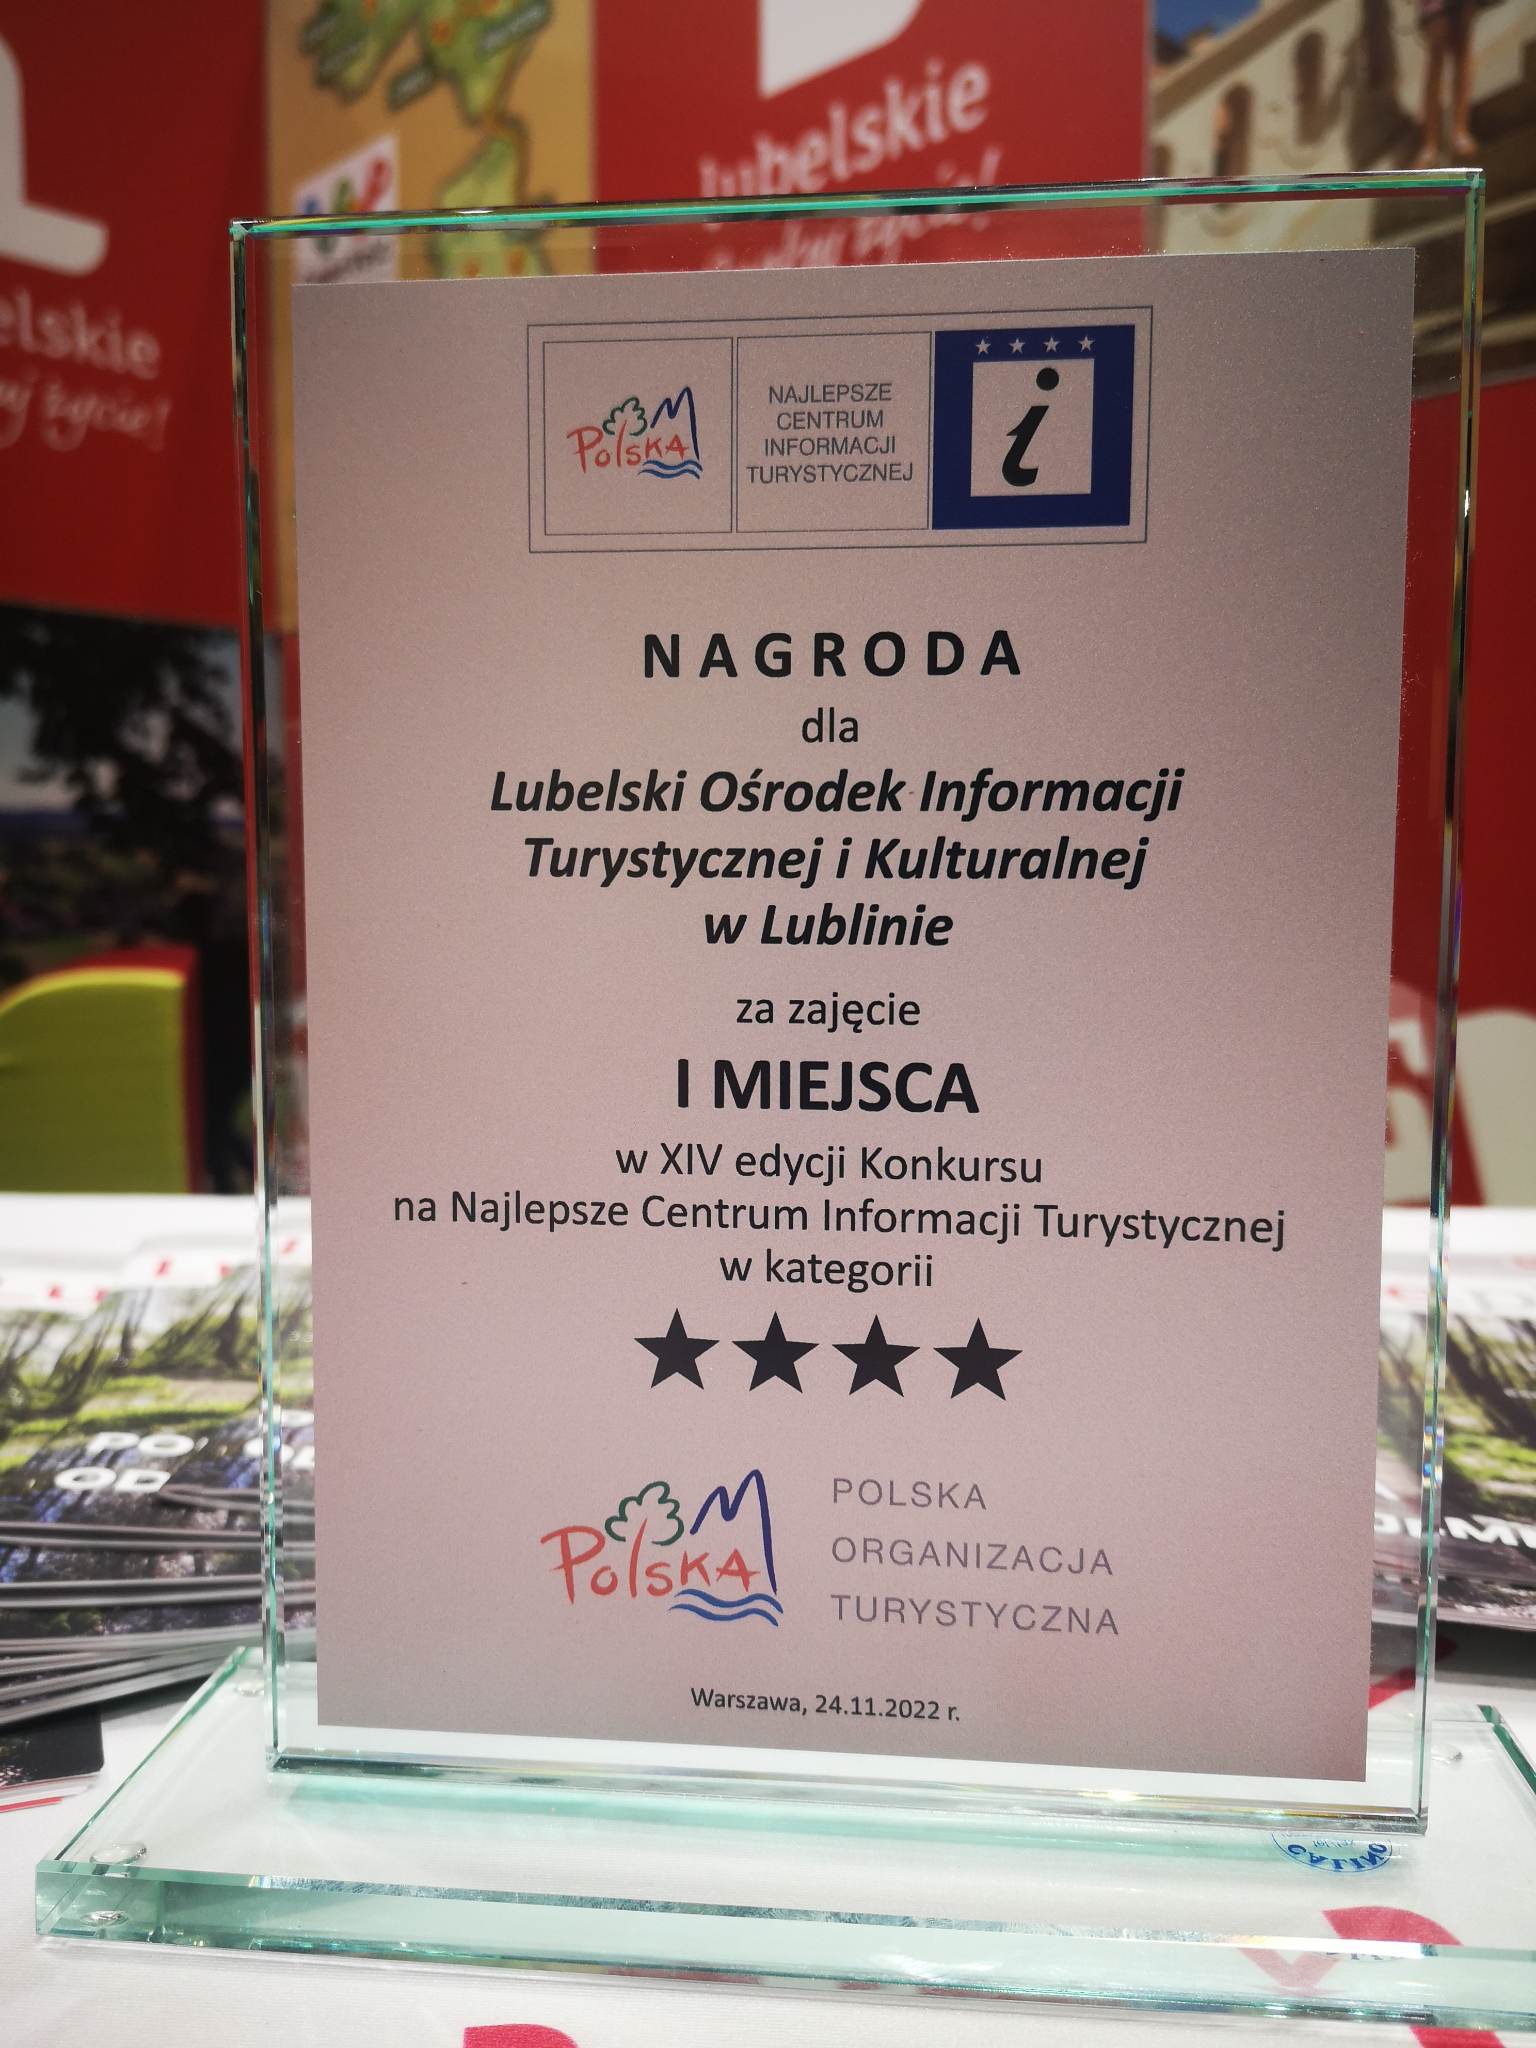 lubelskie
Polska
NAJLEPSZE
CENTRUM
INFORMACJI
TURYSTYCZNEJ
i
NAGRODA
dla
Lubelski Ośrodek Informacji
Turystycznej i Kulturalnej
w Lublinie
za zajęcie
I MIEJSCA
w XIV edycji Konkursu
na Najlepsze Centrum Informacji Turystycznej
w kategorii
Polska
POLSKA
ORGANIZACJA
TURYSTYCZNA
Warszawa, 24.11.2022 r.